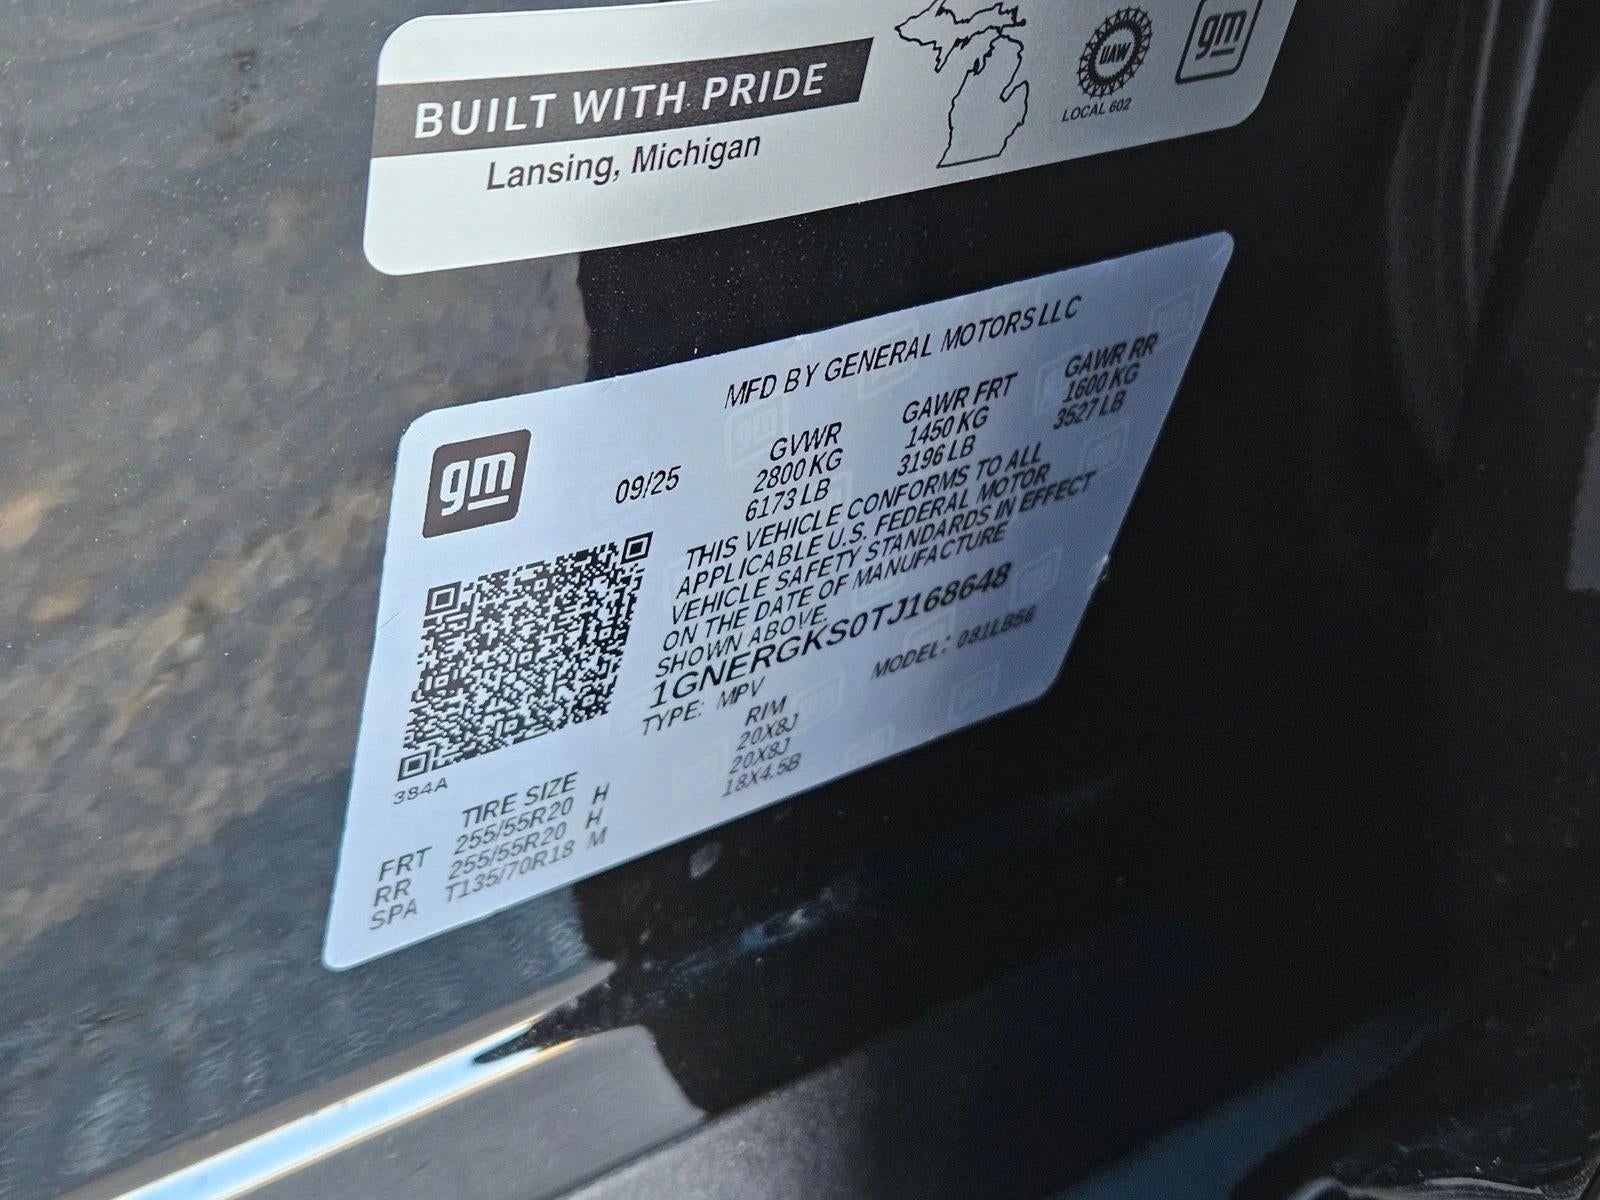 BUILT WITH PRIDE
Lansing, Michigan
UAW
LOCAL 602
gm
MFD BY GENERAL MOTORS LLC
gm
09/25
GVWR
2800 KG
6173 LB
GAWR FRT
1450 KG
3196 LB
GAWR RR
1600 KG
3527 LB
THIS VEHICLE CONFORMS TO ALL
APPLICABLE U.S. FEDERAL MOTOR
VEHICLE SAFETY STANDARDS IN EFFECT
ON THE DATE OF MANUFACTURE
SHOWN ABOVE.
1GNERGKS0TJ168648
TYPE: MPV MODEL: 081LB56
384A
TIRE SIZE RIM
FRT 255/55R20 H 20X8J
RR 255/55R20 H 20X8J
SPA T135/70R18 M 18X4.5B